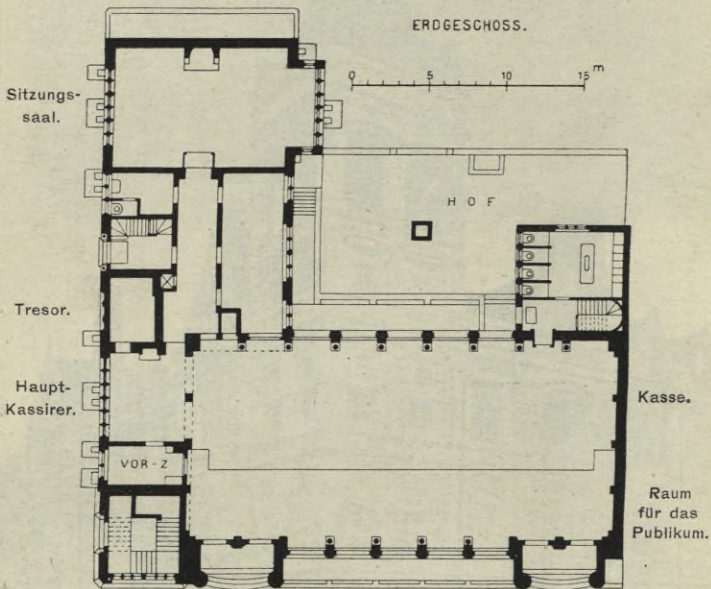 ERDGESCHOSS.
0 5 10 15 m
Sitzungs-
saal.
HOF
Tresor.
Haupt-
Kassirer.
Kasse.
VOR-Z
Raum
für das
Publikum.